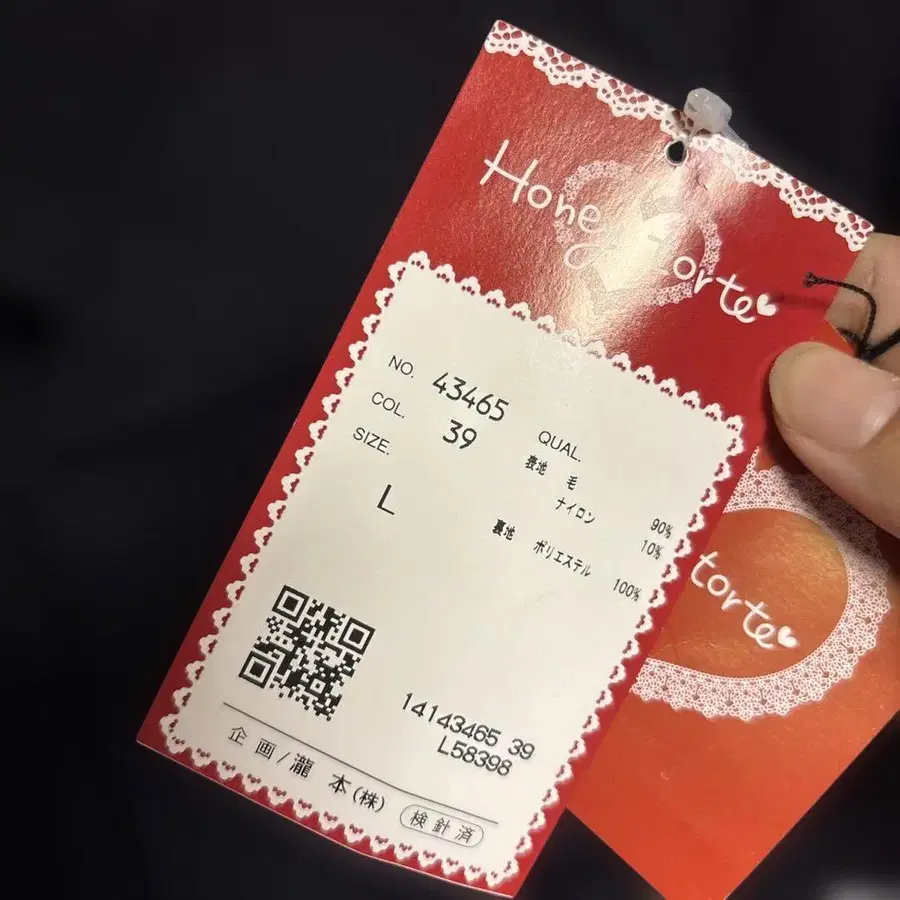 Honey torte
NO. 43465
COL. 39
SIZE. L
QUAL.
表地 毛 90%
ナイロン 10%
裏地 ポリエステル 100%
14143465 39
L58398
企画/瀧本(株)
検針済
torte